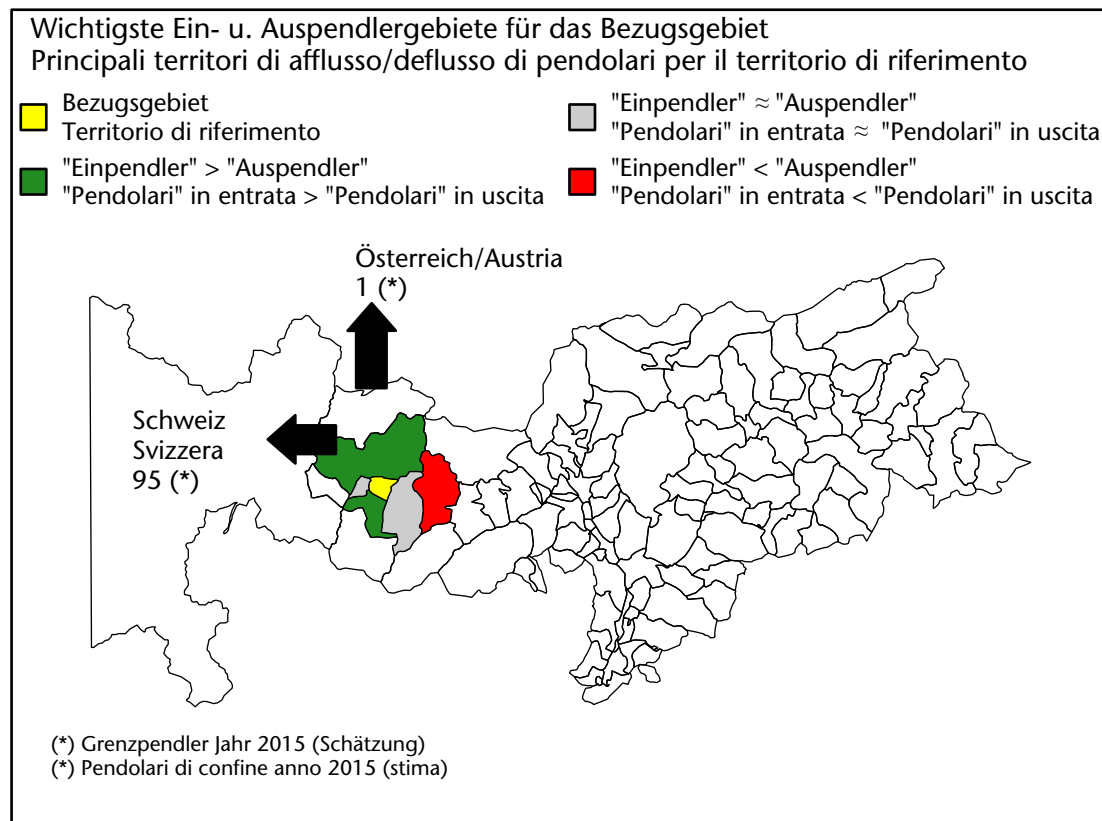 Wichtigste Ein- u. Auspendlergebiete für das Bezugsgebiet
Principali territori di afflusso/deflusso di pendolari per il territorio di riferimento
Bezugsgebiet
Territorio di riferimento
"Einpendler" > "Auspendler"
"Pendolari" in entrata > "Pendolari" in uscita
"Einpendler" ≈ "Auspendler"
"Pendolari" in entrata ≈ "Pendolari" in uscita
"Einpendler" < "Auspendler"
"Pendolari" in entrata < "Pendolari" in uscita
Österreich/Austria
1 (*)
Schweiz
Svizzera
95 (*)
(*) Grenzpendler Jahr 2015 (Schätzung)
(*) Pendolari di confine anno 2015 (stima)